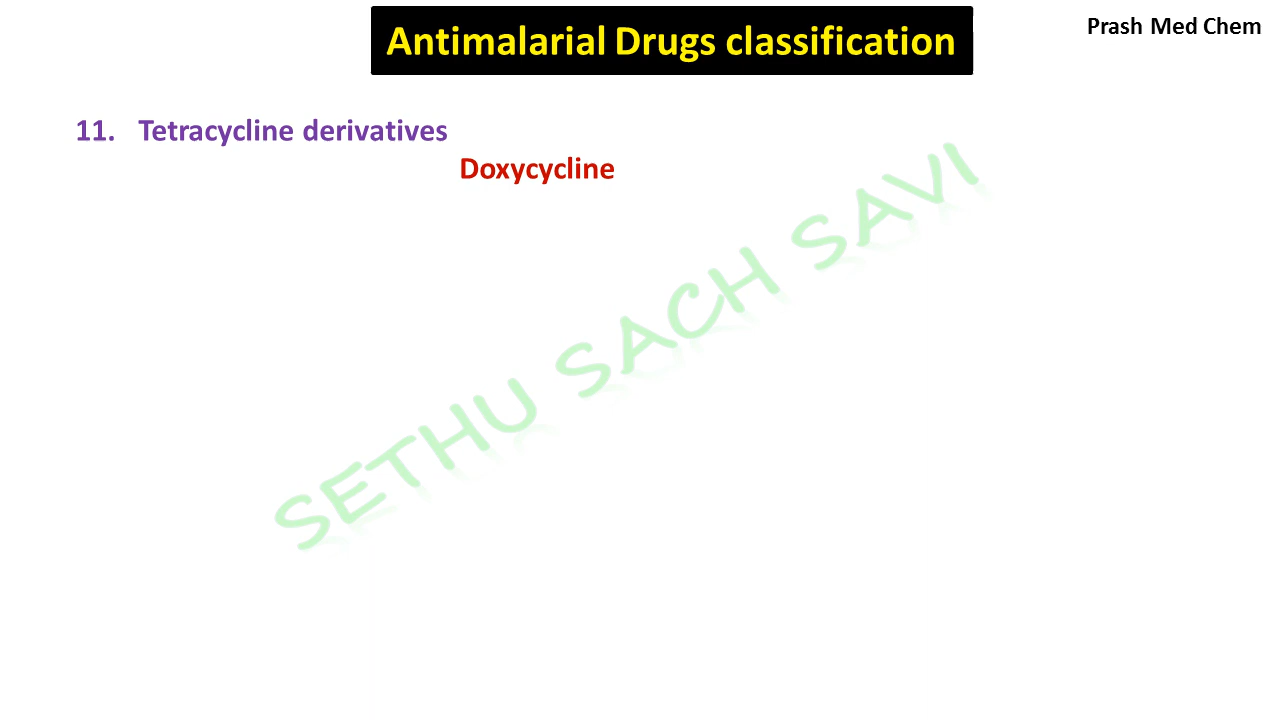 Antimalarial Drugs classification
Prash Med Chem
11. Tetracycline derivatives
Doxycycline
SETHU SACH SAVI